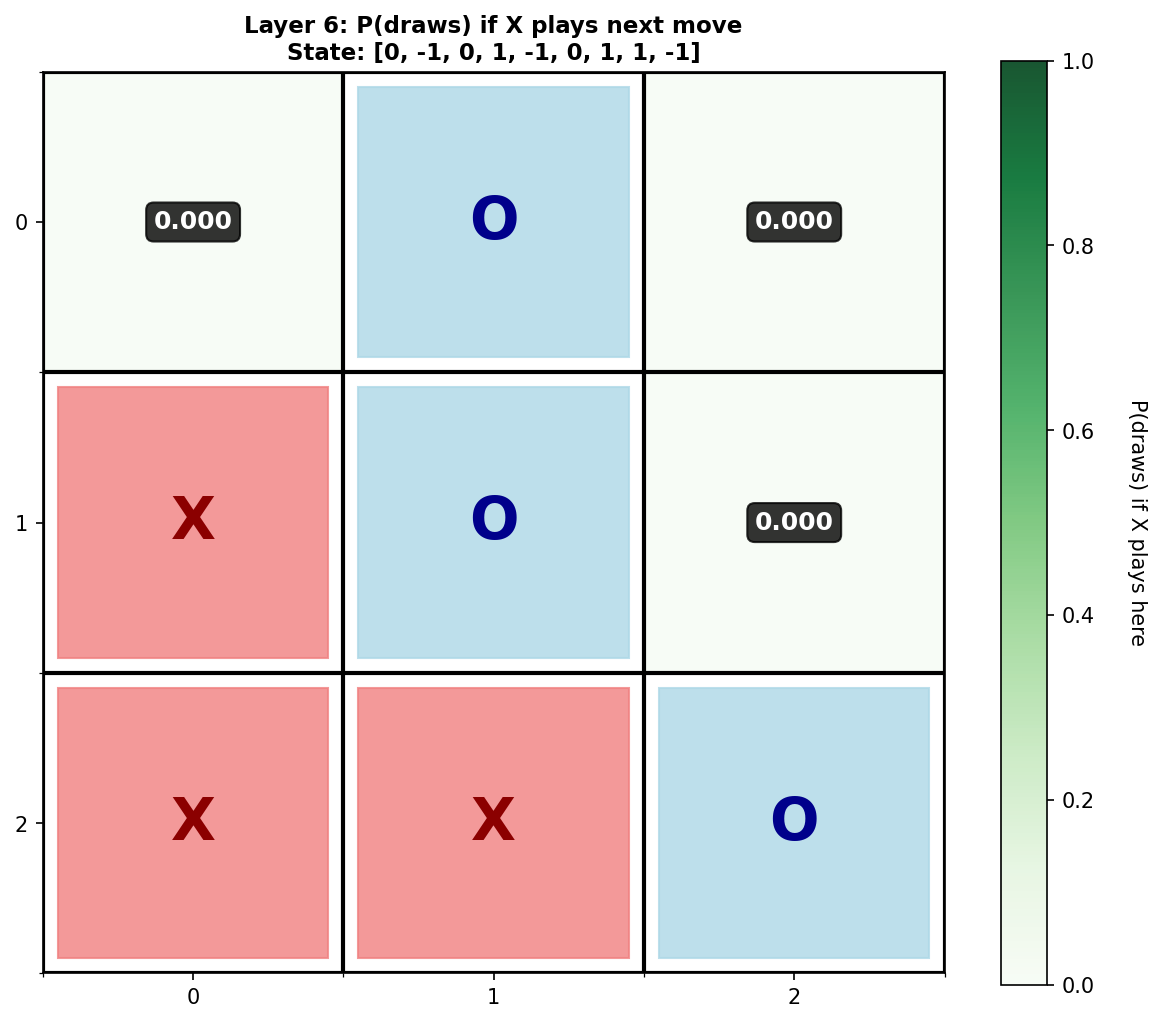 Layer 6: P(draws) if X plays next move
State: [0, -1, 0, 1, -1, 0, 1, 1, -1]
0.000
O
0.000
X
O
0.000
X
X
O
0
1
2
0
1
2
1.0
0.8
0.6
0.4
0.2
0.0
P(draws) if X plays here